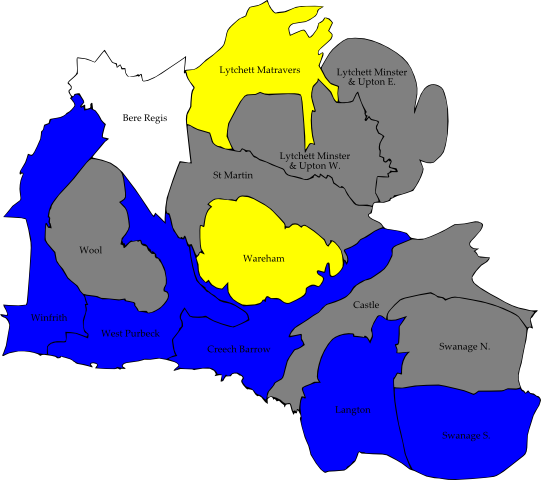 Lytchett Matravers
Lytchett Minster
& Upton E.
Bere Regis
Lytchett Minster
& Upton W.
St Martin
Wool
Wareham
Castle
Winfrith
West Purbeck
Creech Barrow
Swanage N.
Langton
Swanage S.